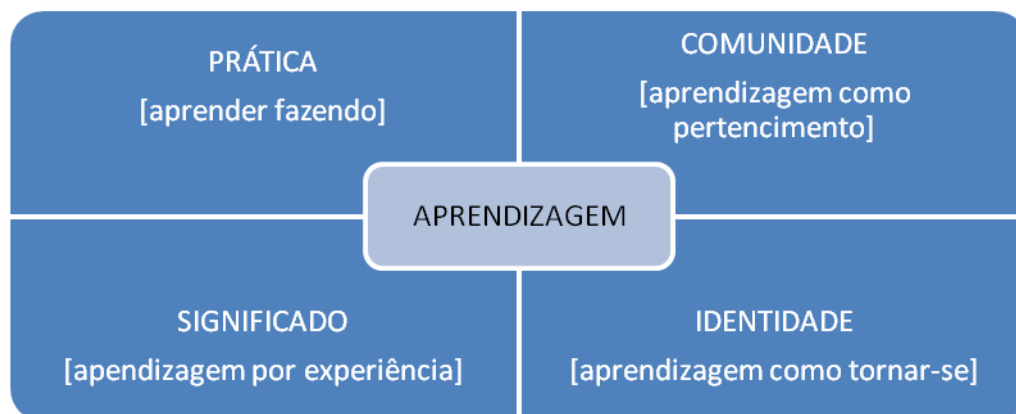 PRÁTICA
[aprender fazendo]
COMUNIDADE
[aprendizagem como
pertencimento]
APRENDIZAGEM
SIGNIFICADO
[apendizagem por experiência]
IDENTIDADE
[aprendizagem como tornar-se]